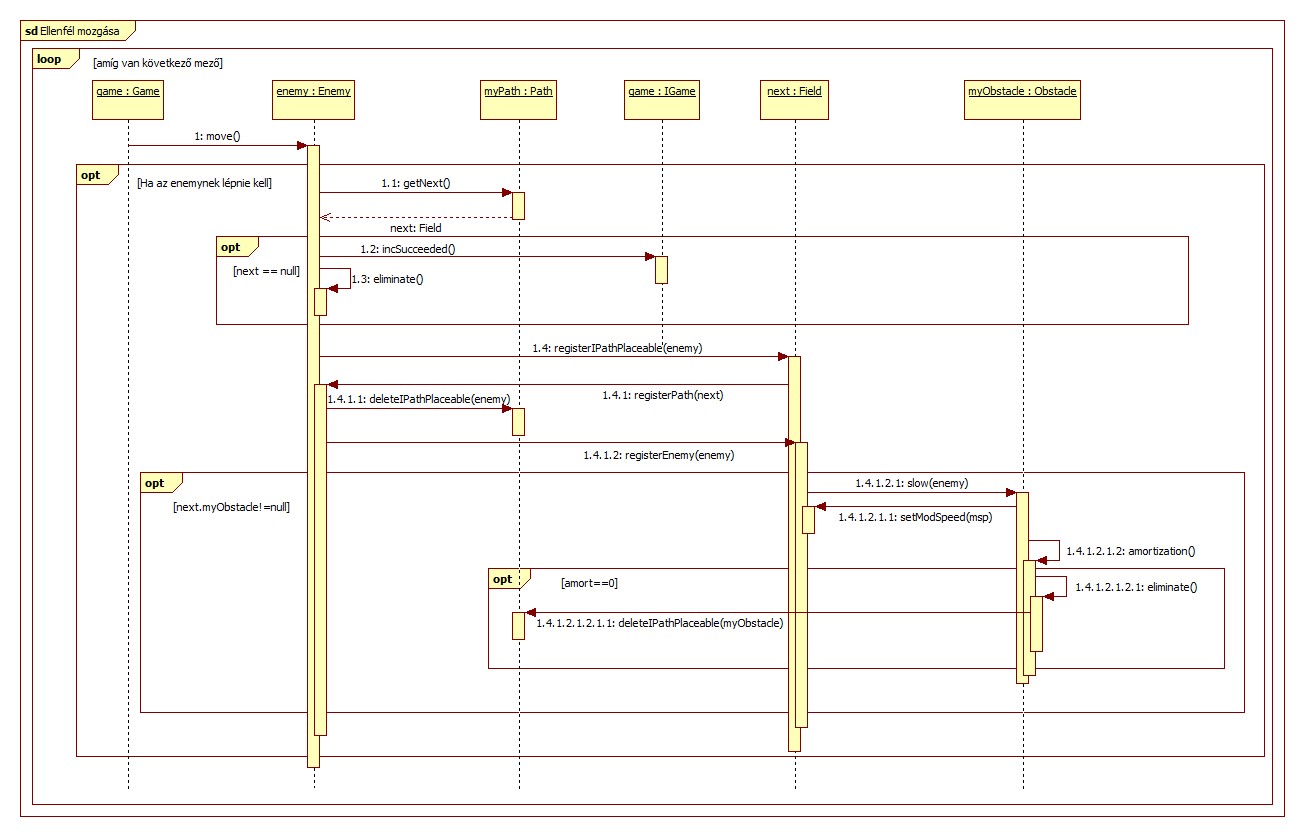 sd Ellenfél mozgása
loop
[amíg van következő mező]
game : Game
enemy : Enemy
myPath : Path
game : IGame
next : Field
myObstacle : Obstacle
1: move()
opt
[Ha az enemynek lépnie kell]
1.1: getNext()
next: Field
opt
1.2: incSucceeded()
[next == null]
1.3: eliminate()
1.4: registerIPathPlaceable(enemy)
1.4.1: registerPath(next)
1.4.1.1: deleteIPathPlaceable(enemy)
1.4.1.2: registerEnemy(enemy)
opt
1.4.1.2.1: slow(enemy)
[next.myObstacle!=null]
1.4.1.2.1.1: setModSpeed(msp)
1.4.1.2.1.2: amortization()
opt
[amort==0]
1.4.1.2.1.2.1: eliminate()
1.4.1.2.1.2.1.1: deleteIPathPlaceable(myObstacle)